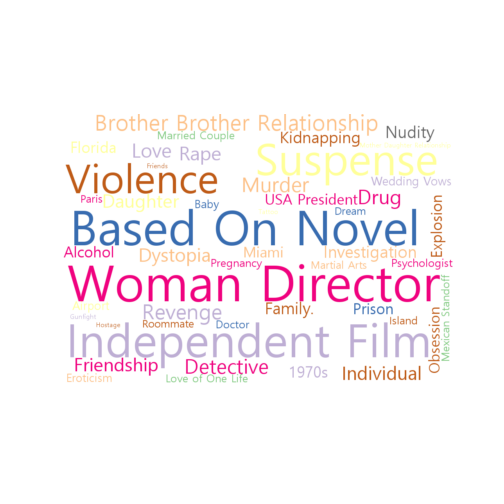 Brother Brother Relationship
Married Couple
Kidnapping
Nudity
Florida
Love
Rape
Suspense
Friends
Violence
Murder
Wedding Vows
Paris
Daughter
Baby
USA President
Drug
Dream
Explosion
Based On Novel
Alcohol
Dystopia
Miami
Investigation
Pregnancy
Martial Arts
Psychologist
Woman Director
Mexican Standoff
Revenge
Family.
Prison
Gunfight
Hostage
Roommate
Doctor
Island
Obsession
Independent Film
Friendship
Detective
1970s
Individual
Eroticism
Love of One Life